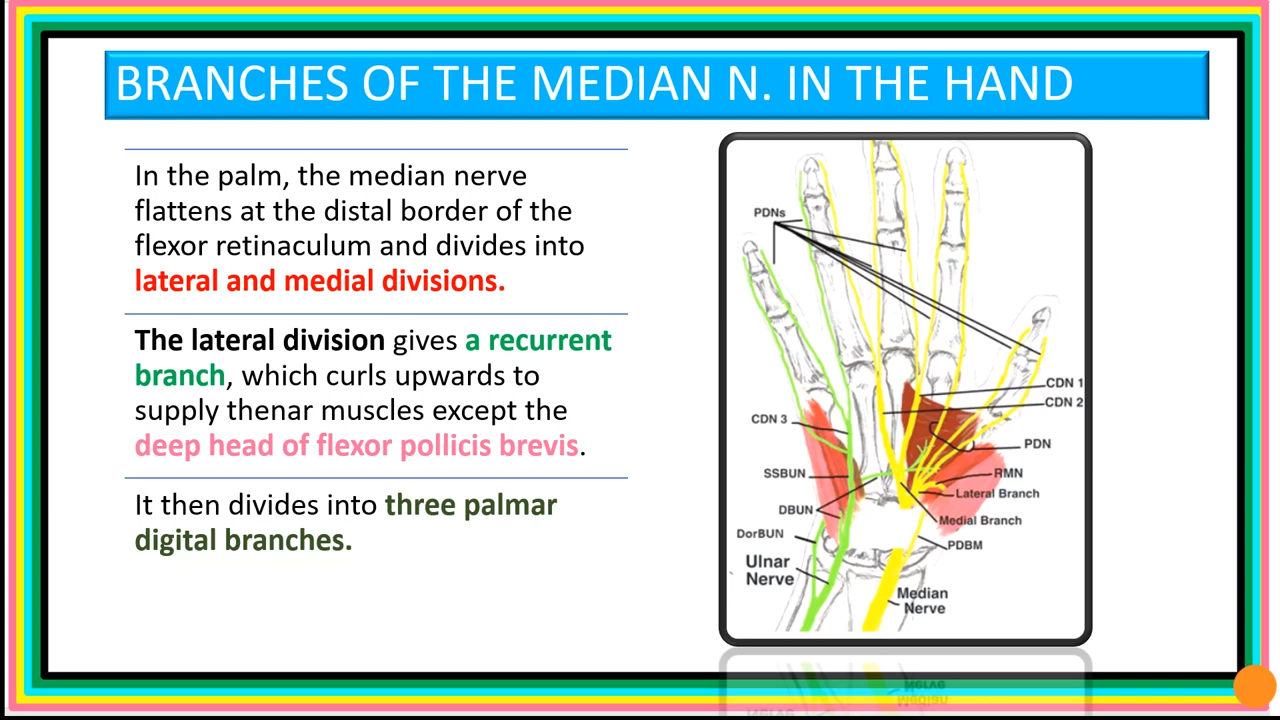 BRANCHES OF THE MEDIAN N. IN THE HAND
In the palm, the median nerve
flattens at the distal border of the
flexor retinaculum and divides into
lateral and medial divisions.
The lateral division gives a recurrent
branch, which curls upwards to
supply thenar muscles except the
deep head of flexor pollicis brevis.
It then divides into three palmar
digital branches.
PDNs
CDN 1
CDN 2
CDN 3
PDN
SSBUN
RMN
Lateral Branch
DBUN
Medial Branch
DorBUN
PDBM
Ulnar
Nerve
Median
Nerve
Nerve
Median
Nerve